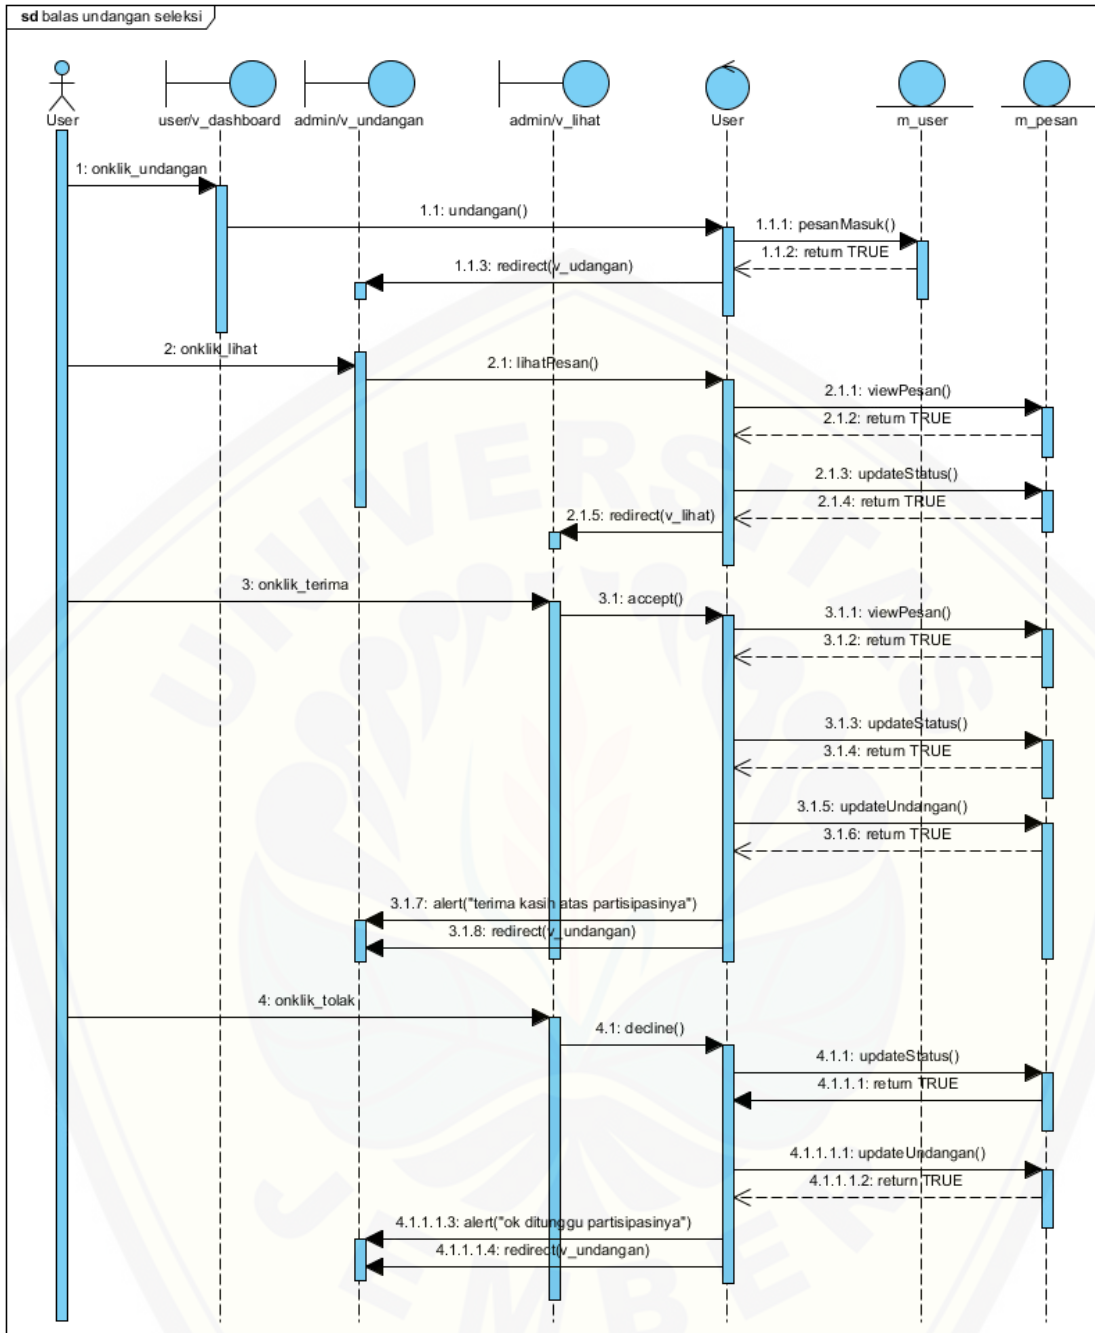 sd balas undangan seleksi
User
user/v_dashboard
admin/v_undangan
admin/v_lihat
User
m_user
m_pesan
1: onklik_undangan
1.1: undangan()
1.1.1: pesanMasuk()
1.1.2: return TRUE
1.1.3: redirect(v_udangan)
2: onklik_lihat
2.1: lihatPesan()
2.1.1: viewPesan()
2.1.2: return TRUE
2.1.3: updateStatus()
2.1.4: return TRUE
2.1.5: redirect(v_lihat)
3: onklik_terima
3.1: accept()
3.1.1: viewPesan()
3.1.2: return TRUE
3.1.3: updateStatus()
3.1.4: return TRUE
3.1.5: updateUndangan()
3.1.6: return TRUE
3.1.7: alert("terima kasih atas partisipasinya")
3.1.8: redirect(v_undangan)
4: onklik_tolak
4.1: decline()
4.1.1: updateStatus()
4.1.1.1: return TRUE
4.1.1.1.1: updateUndangan()
4.1.1.1.2: return TRUE
4.1.1.1.3: alert("ok ditunggu partisipasinya")
4.1.1.1.4: redirect(v_undangan)
UNIVERSITAS
JEMBER